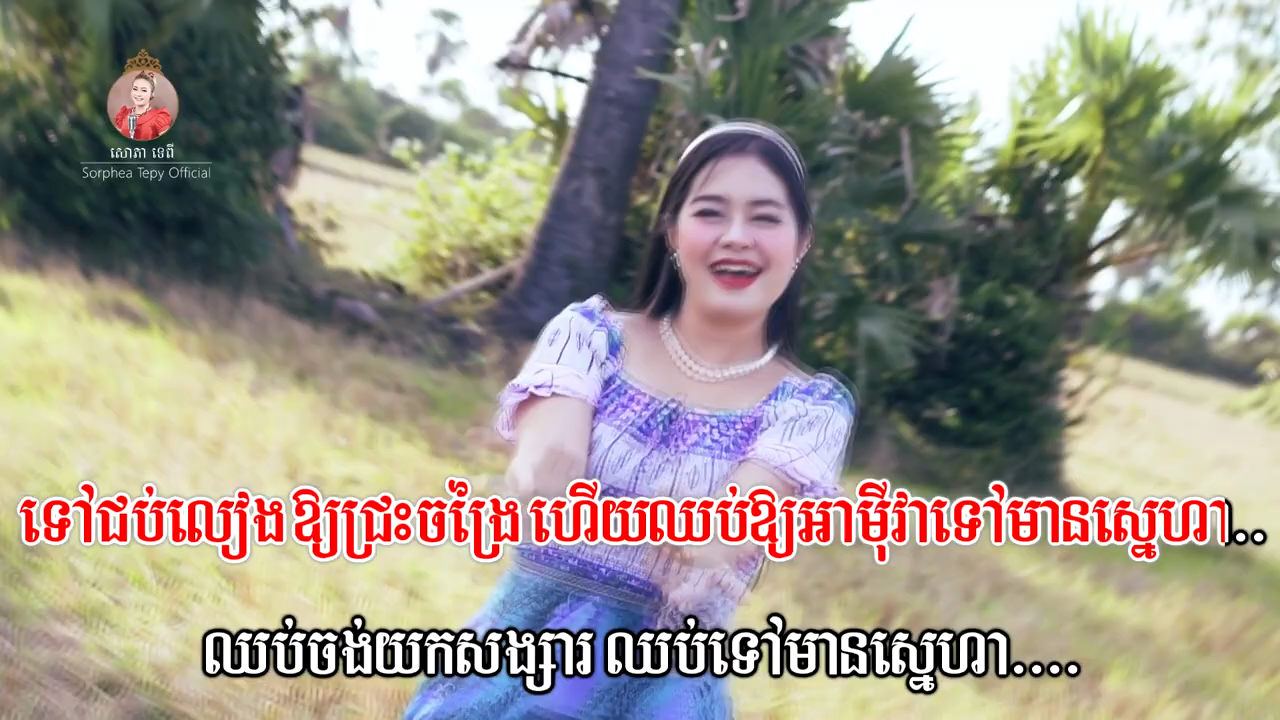 សោភា ទេពី
Sorphea Tepy Official
ទៅជប់លៀង ឱ្យជ្រះចង្រៃ ហើយឈប់ឱ្យអាម៉ីវាទៅមានស្នេហា..
ឈប់ចង់យកសង្សារ ឈប់ទៅមានស្នេហា....